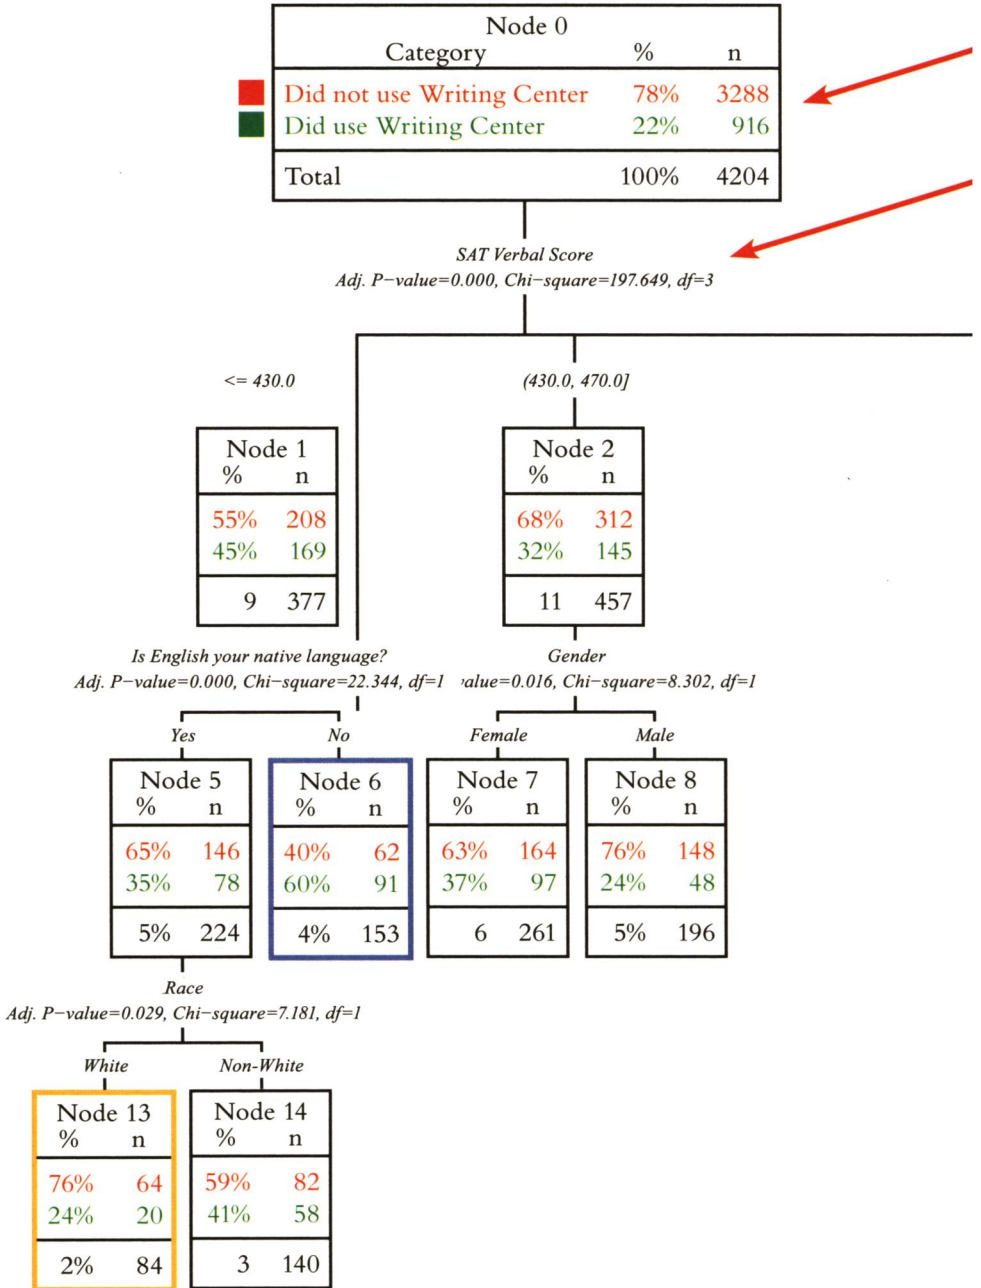 Node 0
Category % n
Did not use Writing Center 78% 3288
Did use Writing Center 22% 916
Total 100% 4204
SAT Verbal Score
Adj. P-value=0.000, Chi-square=197.649, df=3
<= 430.0 (430.0, 470.0]
Node 1 Node 2
% n % n
55% 208 68% 312
45% 169 32% 145
9 377 11 457
Is English your native language? Gender
Adj. P-value=0.000, Chi-square=22.344, df=1 value=0.016, Chi-square=8.302, df=1
Yes No Female Male
Node 5 Node 6 Node 7 Node 8
% n % n % n % n
65% 146 40% 62 63% 164 76% 148
35% 78 60% 91 37% 97 24% 48
5% 224 4% 153 6 261 5% 196
Race
Adj. P-value=0.029, Chi-square=7.181, df=1
White Non-White
Node 13 Node 14
% n % n
76% 64 59% 82
24% 20 41% 58
2% 84 3 140